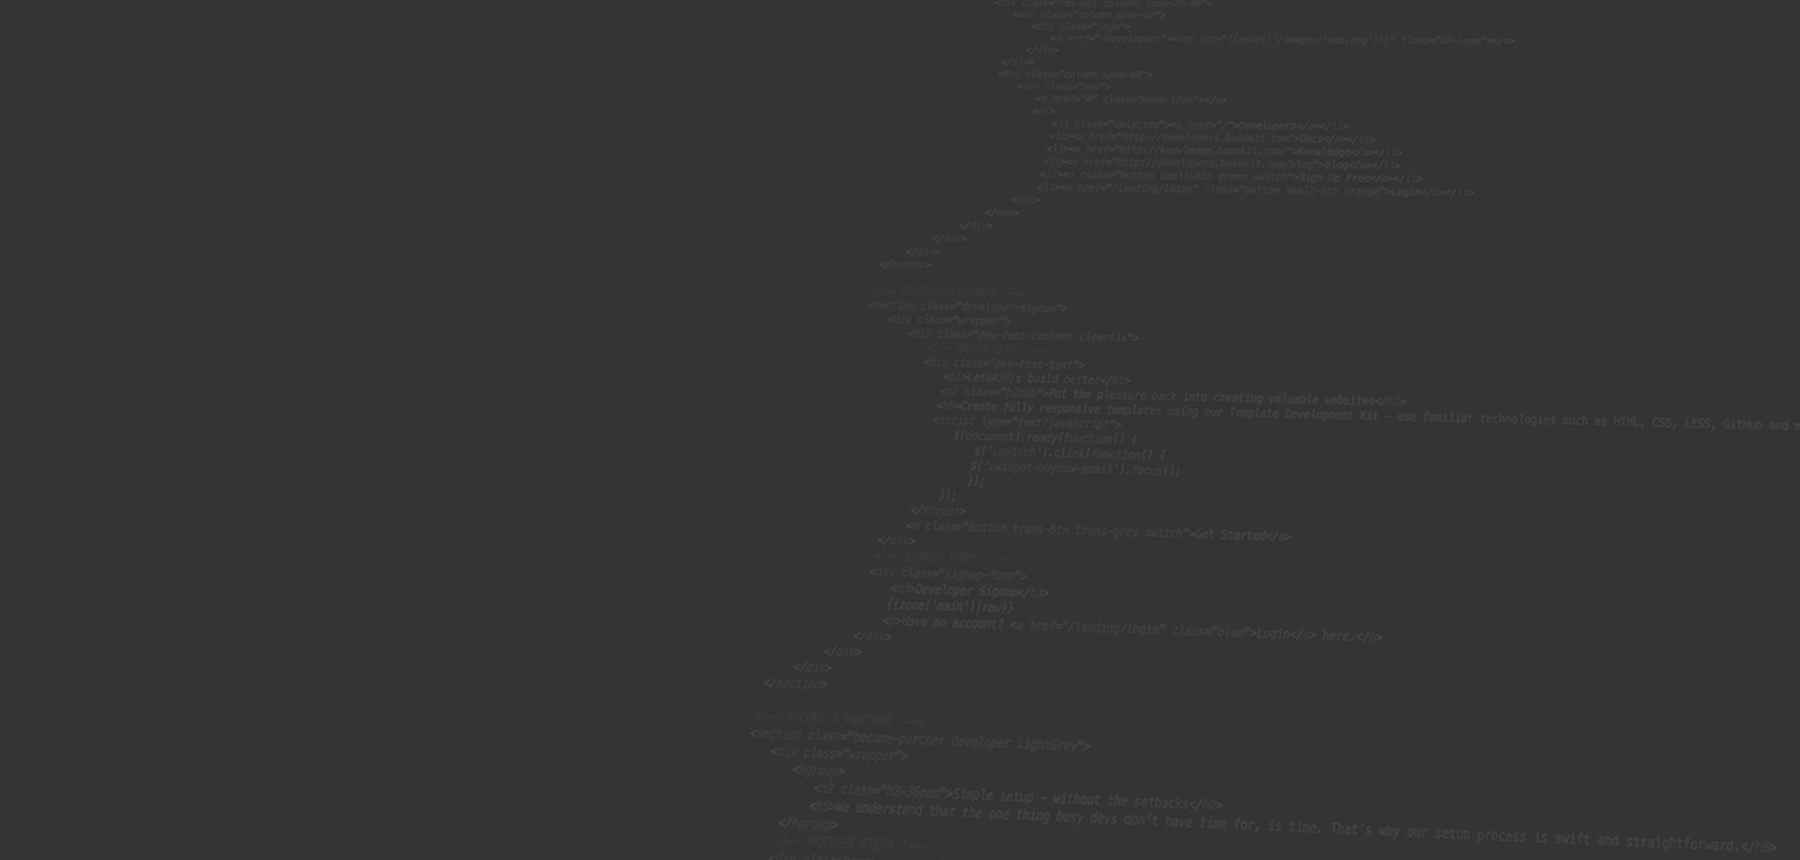 <div class="res-col columns span-20-80">
<div class="column span-20">
<div class="logo">
<a href="/developers"><img src="{{asset('/images/logo.png')}}" class="bk-logo"></a>
</div>
</div>
<div class="column span-80">
<nav class="nav">
<a href="#" class="menu-icon"></a>
<ul>
<li class="selected"><a href="/">Developers</a></li>
<li><a href="http://developers.basekit.com">Docs</a></li>
<li><a href="http://knowledge.basekit.com/">Knowledge</a></li>
<li><a href="http://developers.basekit.com/blog">Blog</a></li>
<li><a class="button small-btn green switch">Sign Up Free</a></li>
<li><a href="/landing/login" class="button small-btn orange">Login</a></li>
</ul>
</nav>
</div>
</div>
</div>
</header>
<!-- DEVELOPER SIGNUP !-->
<section class="developer-signup">
<div class="wrapper">
<div class="dev-feat-content clearfix">
<!-- INTRO TEXT !-->
<div class="dev-feat-text">
<h1>Let&#39;s build better</h1>
<h2 class="h2sub">Put the pleasure back into creating valuable websites</h2>
<h5>Create fully responsive templates using our Template Development Kit - use familiar technologies such as HTML, CSS, LESS, GitHub and
<script type="text/javascript">
$(document).ready(function() {
$('.switch').click(function() {
$('.widget-buynow-email').focus();
});
});
</script>
<a class="button trans-btn trans-grey switch">Get Started</a>
</div>
<!-- SIGNUP FORM !-->
<div class="signup-form">
<h3>Developer Signup</h3>
{{zone('main')|raw}}
<p>Have an account? <a href="/landing/login" class="blue">Login</a> here.</p>
</div>
</div>
</div>
</section>
<!-- BECOME A PARTNER !-->
<section class="become-partner developer LightGrey">
<div class="wrapper">
<hgroup>
<h2 class="h2-36pad">Simple setup - without the setbacks</h2>
<h5>We understand that the one thing busy devs don't have time for, is time. That's why our setup process is swift and straightforward.</h5>
</hgroup>
<!-- PARTNER STEPS !-->